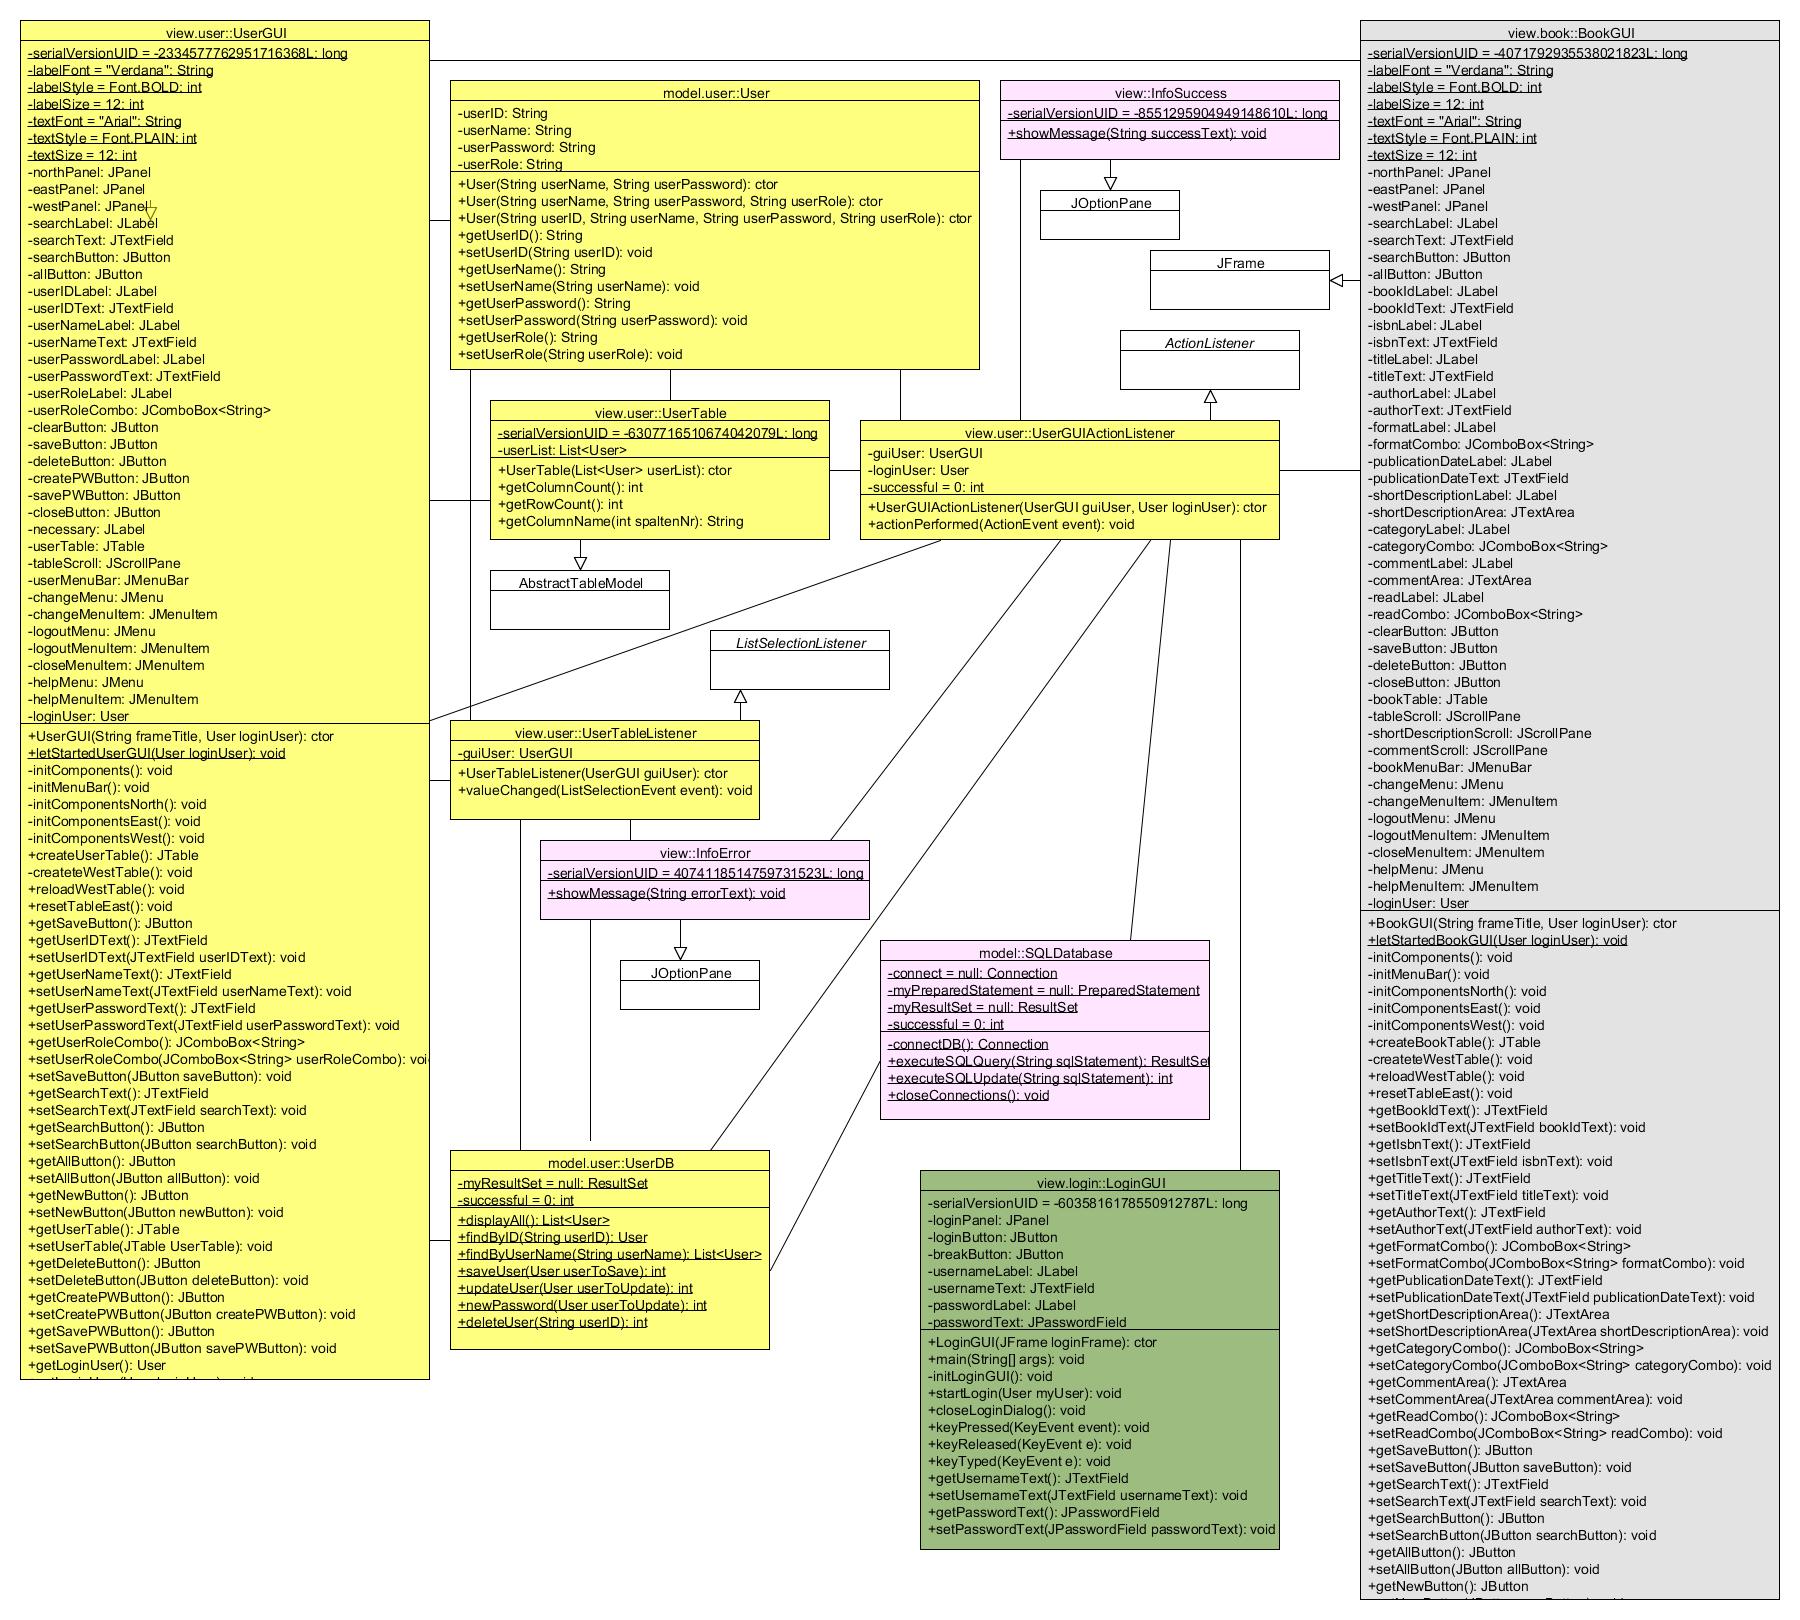 view.user::UserGUI
-serialVersionUID = -2334577762951716368L: long
-labelFont = "Verdana": String
-labelStyle = Font.BOLD: int
-labelSize = 12: int
-textFont = "Arial": String
-textStyle = Font.PLAIN: int
-textSize = 12: int
-northPanel: JPanel
-eastPanel: JPanel
-westPanel: JPanel
-searchLabel: JLabel
-searchText: JTextField
-searchButton: JButton
-allButton: JButton
-userIDLabel: JLabel
-userIDText: JTextField
-userNameLabel: JLabel
-userNameText: JTextField
-userPasswordLabel: JLabel
-userPasswordText: JTextField
-userRoleLabel: JLabel
-userRoleCombo: JComboBox<String>
-clearButton: JButton
-saveButton: JButton
-deleteButton: JButton
-createPWButton: JButton
-savePWButton: JButton
-closeButton: JButton
-necessary: JLabel
-userTable: JTable
-tableScroll: JScrollPane
-userMenuBar: JMenuBar
-changeMenu: JMenu
-changeMenuItem: JMenuItem
-logoutMenu: JMenu
-logoutMenuItem: JMenuItem
-closeMenuItem: JMenuItem
-helpMenu: JMenu
-helpMenuItem: JMenuItem
-loginUser: User
+UserGUI(String frameTitle, User loginUser): ctor
+letStartedUserGUI(User loginUser): void
-initComponents(): void
-initMenuBar(): void
-initComponentsNorth(): void
-initComponentsEast(): void
-initComponentsWest(): void
+createUserTable(): JTable
-createteWestTable(): void
+reloadWestTable(): void
+resetTableEast(): void
+getSaveButton(): JButton
+getUserIDText(): JTextField
+setUserIDText(JTextField userIDText): void
+getUserNameText(): JTextField
+setUserNameText(JTextField userNameText): void
+getUserPasswordText(): JTextField
+setUserPasswordText(JTextField userPasswordText): void
+getUserRoleCombo(): JComboBox<String>
+setUserRoleCombo(JComboBox<String> userRoleCombo): voi
+setSaveButton(JButton saveButton): void
+getSearchText(): JTextField
+setSearchText(JTextField searchText): void
+getSearchButton(): JButton
+setSearchButton(JButton searchButton): void
+getAllButton(): JButton
+setAllButton(JButton allButton): void
+getNewButton(): JButton
+setNewButton(JButton newButton): void
+getUserTable(): JTable
+setUserTable(JTable UserTable): void
+getDeleteButton(): JButton
+setDeleteButton(JButton deleteButton): void
+getCreatePWButton(): JButton
+setCreatePWButton(JButton createPWButton): void
+getSavePWButton(): JButton
+setSavePWButton(JButton savePWButton): void
+getLoginUser(): User
model.user::User
-userID: String
-userName: String
-userPassword: String
-userRole: String
+User(String userName, String userPassword): ctor
+User(String userName, String userPassword, String userRole): ctor
+User(String userID, String userName, String userPassword, String userRole): ctor
+getUserID(): String
+setUserID(String userID): void
+getUserName(): String
+setUserName(String userName): void
+getUserPassword(): String
+setUserPassword(String userPassword): void
+getUserRole(): String
+setUserRole(String userRole): void
view::InfoSuccess
-serialVersionUID = -8551295904949148610L: long
+showMessage(String successText): void
JOptionPane
JFrame
ActionListener
view.user::UserTable
-serialVersionUID = -6307716510674042079L: long
-userList: List<User>
+UserTable(List<User> userList): ctor
+getColumnCount(): int
+getRowCount(): int
+getColumnName(int spaltenNr): String
view.user::UserGUIActionListener
-guiUser: UserGUI
-loginUser: User
-successful = 0: int
+UserGUIActionListener(UserGUI guiUser, User loginUser): ctor
+actionPerformed(ActionEvent event): void
AbstractTableModel
ListSelectionListener
view.user::UserTableListener
-guiUser: UserGUI
+UserTableListener(UserGUI guiUser): ctor
+valueChanged(ListSelectionEvent event): void
view::InfoError
-serialVersionUID = 4074118514759731523L: long
+showMessage(String errorText): void
JOptionPane
model::SQLDatabase
-connect = null: Connection
-myPreparedStatement = null: PreparedStatement
-myResultSet = null: ResultSet
-successful = 0: int
-connectDB(): Connection
+executeSQLQuery(String sqlStatement): ResultSet
+executeSQLUpdate(String sqlStatement): int
+closeConnections(): void
model.user::UserDB
-myResultSet = null: ResultSet
-successful = 0: int
+displayAll(): List<User>
+findByID(String userID): User
+findByUserName(String userName): List<User>
+saveUser(User userToSave): int
+updateUser(User userToUpdate): int
+newPassword(User userToUpdate): int
+deleteUser(String userID): int
view.login::LoginGUI
-serialVersionUID = -6035816178550912787L: long
-loginPanel: JPanel
-loginButton: JButton
-breakButton: JButton
-usernameLabel: JLabel
-usernameText: JTextField
-passwordLabel: JLabel
-passwordText: JPasswordField
+LoginGUI(JFrame loginFrame): ctor
+main(String[] args): void
-initLoginGUI(): void
+startLogin(User myUser): void
+closeLoginDialog(): void
+keyPressed(KeyEvent event): void
+keyReleased(KeyEvent e): void
+keyTyped(KeyEvent e): void
+getUsernameText(): JTextField
+setUsernameText(JTextField usernameText): void
+getPasswordText(): JPasswordField
+setPasswordText(JPasswordField passwordText): void
view.book::BookGUI
-serialVersionUID = -4071792935538021823L: long
-labelFont = "Verdana": String
-labelStyle = Font.BOLD: int
-labelSize = 12: int
-textFont = "Arial": String
-textStyle = Font.PLAIN: int
-textSize = 12: int
-northPanel: JPanel
-eastPanel: JPanel
-westPanel: JPanel
-searchLabel: JLabel
-searchText: JTextField
-searchButton: JButton
-allButton: JButton
-bookIdLabel: JLabel
-bookIdText: JTextField
-isbnLabel: JLabel
-isbnText: JTextField
-titleLabel: JLabel
-titleText: JTextField
-authorLabel: JLabel
-authorText: JTextField
-formatLabel: JLabel
-formatCombo: JComboBox<String>
-publicationDateLabel: JLabel
-publicationDateText: JTextField
-shortDescriptionLabel: JLabel
-shortDescriptionArea: JTextArea
-categoryLabel: JLabel
-categoryCombo: JComboBox<String>
-commentLabel: JLabel
-commentArea: JTextArea
-readLabel: JLabel
-readCombo: JComboBox<String>
-clearButton: JButton
-saveButton: JButton
-deleteButton: JButton
-closeButton: JButton
-bookTable: JTable
-tableScroll: JScrollPane
-shortDescriptionScroll: JScrollPane
-commentScroll: JScrollPane
-bookMenuBar: JMenuBar
-changeMenu: JMenu
-changeMenuItem: JMenuItem
-logoutMenu: JMenu
-logoutMenuItem: JMenuItem
-closeMenuItem: JMenuItem
-helpMenu: JMenu
-helpMenuItem: JMenuItem
-loginUser: User
+BookGUI(String frameTitle, User loginUser): ctor
+letStartedBookGUI(User loginUser): void
-initComponents(): void
-initMenuBar(): void
-initComponentsNorth(): void
-initComponentsEast(): void
-initComponentsWest(): void
+createBookTable(): JTable
-createteWestTable(): void
+reloadWestTable(): void
+resetTableEast(): void
+getBookIdText(): JTextField
+setBookIdText(JTextField bookIdText): void
+getIsbnText(): JTextField
+setIsbnText(JTextField isbnText): void
+getTitleText(): JTextField
+setTitleText(JTextField titleText): void
+getAuthorText(): JTextField
+setAuthorText(JTextField authorText): void
+getFormatCombo(): JComboBox<String>
+setFormatCombo(JComboBox<String> formatCombo): void
+getPublicationDateText(): JTextField
+setPublicationDateText(JTextField publicationDateText): void
+getShortDescriptionArea(): JTextArea
+setShortDescriptionArea(JTextArea shortDescriptionArea): void
+getCategoryCombo(): JComboBox<String>
+setCategoryCombo(JComboBox<String> categoryCombo): void
+getCommentArea(): JTextArea
+setCommentArea(JTextArea commentArea): void
+getReadCombo(): JComboBox<String>
+setReadCombo(JComboBox<String> readCombo): void
+getSaveButton(): JButton
+setSaveButton(JButton saveButton): void
+getSearchText(): JTextField
+setSearchText(JTextField searchText): void
+getSearchButton(): JButton
+setSearchButton(JButton searchButton): void
+getAllButton(): JButton
+setAllButton(JButton allButton): void
+getNewButton(): JButton